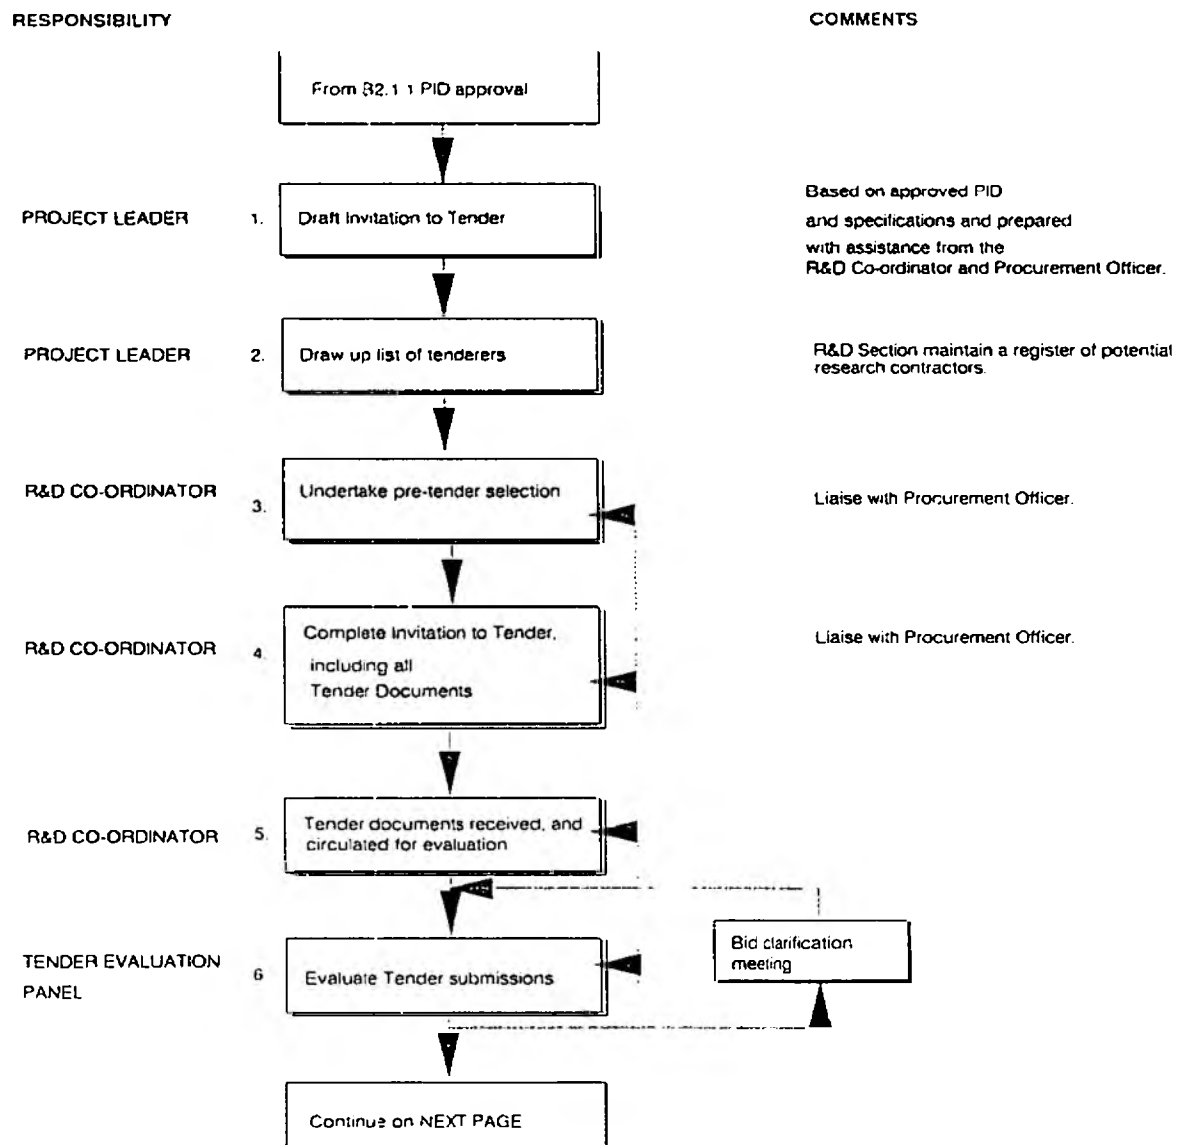 RESPONSIBILITY
COMMENTS
From B2.1.1 PID approval
PROJECT LEADER
1.
Draft Invitation to Tender
Based on approved PID
and specifications and prepared
with assistance from the
R&D Co-ordinator and Procurement Officer.
PROJECT LEADER
2.
Draw up list of tenderers
R&D Section maintain a register of potential
research contractors.
R&D CO-ORDINATOR
3.
Undertake pre-tender selection
Liaise with Procurement Officer.
R&D CO-ORDINATOR
4.
Complete Invitation to Tender,
including all
Tender Documents
Liaise with Procurement Officer.
R&D CO-ORDINATOR
5.
Tender documents received, and
circulated for evaluation
TENDER EVALUATION
PANEL
6
Evaluate Tender submissions
Bid clarification
meeting
Continue on NEXT PAGE